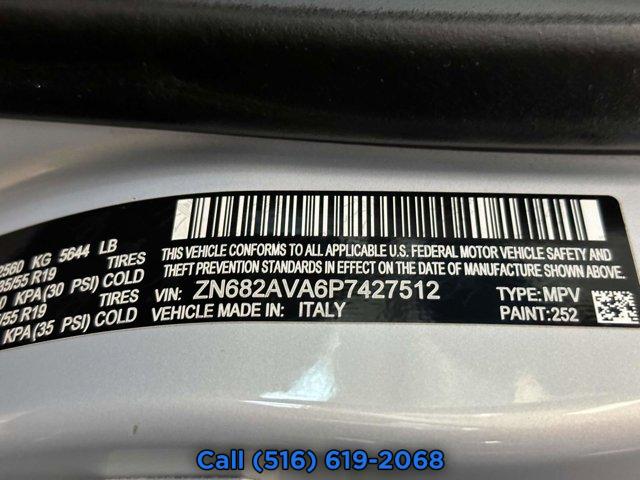 2560 KG 5644 LB
TIRES
55 R19
KPA(30 PSI) COLD
TIRES
55 R19
KPA (35 PSI) COLD
THIS VEHICLE CONFORMS TO ALL APPLICABLE U.S. FEDERAL MOTOR VEHICLE SAFETY AND
THEFT PREVENTION STANDARDS IN EFFECT ON THE DATE OF MANUFACTURE SHOWN ABOVE.
VIN: ZN682AVA6P7427512 TYPE:MPV
VEHICLE MADE IN: ITALY PAINT:252
Call (516) 619-2068